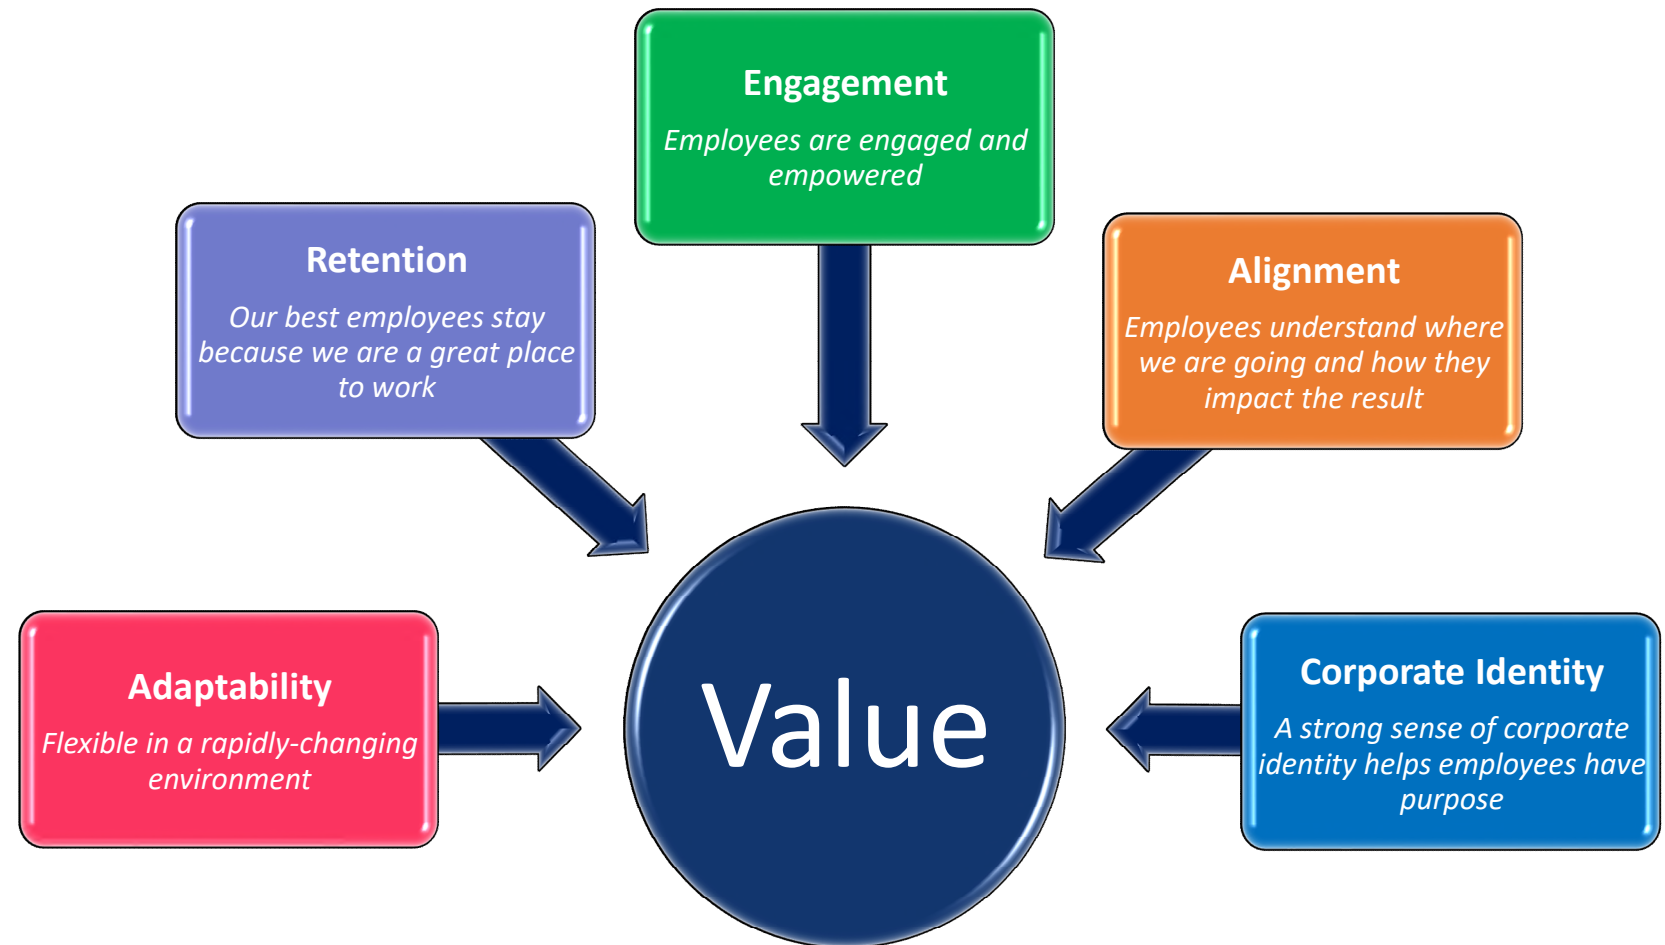 Engagement
Employees are engaged and
empowered
Retention
Our best employees stay
because we are a great place
to work
Alignment
Employees understand where
we are going and how they
impact the result
Adaptability
Flexible in a rapidly-changing
environment
Value
Corporate Identity
A strong sense of corporate
identity helps employees have
purpose